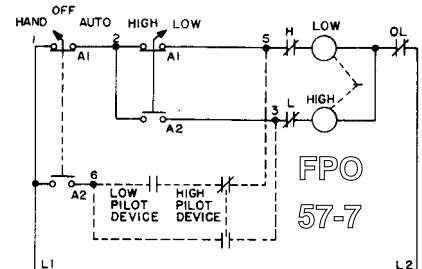 OFF
HAND AUTO HIGH LOW
1 2 5 H LOW OL
A1 A1
HIGH
3 L
A2
6
A2 LOW PILOT DEVICE HIGH PILOT DEVICE
FPO
57-7
L1 L2